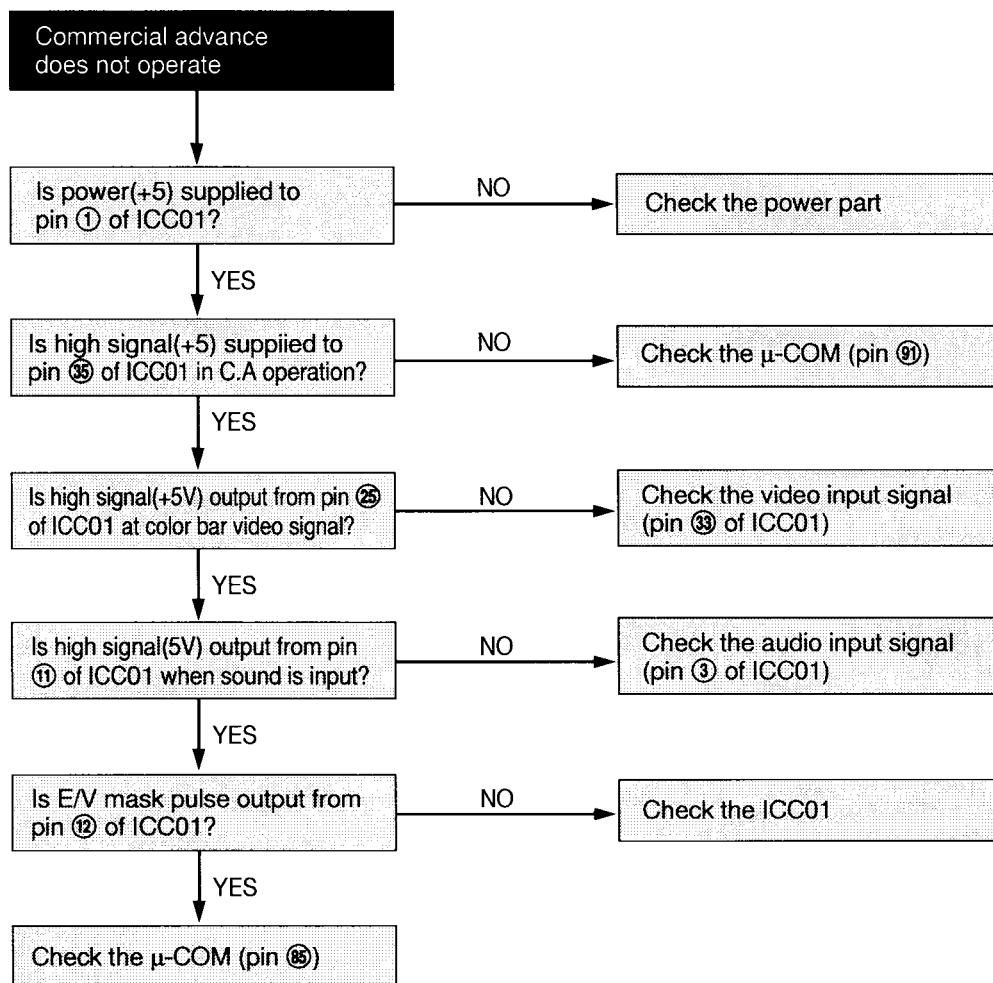 Commercial advance
does not operate
Is power(+5) supplied to
pin ① of ICC01?
NO
Check the power part
YES
Is high signal(+5) suppiied to
pin ㉟ of ICC01 in C.A operation?
NO
Check the μ-COM (pin 91)
YES
Is high signal(+5V) output from pin ㉕
of ICC01 at color bar video signal?
NO
Check the video input signal
(pin ㉝ of ICC01)
YES
Is high signal(5V) output from pin
⑪ of ICC01 when sound is input?
NO
Check the audio input signal
(pin ③ of ICC01)
YES
Is E/V mask pulse output from
pin ⑫ of ICC01?
NO
Check the ICC01
YES
Check the μ-COM (pin 85)